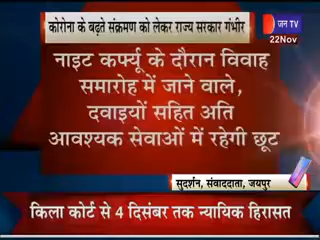 कोरोना के बढ़ते संक्रमण को लेकर राज्य सरकार गंभीर
जन TV
22Nov
नाइट कर्फ्यू के दौरान विवाह
समारोह में जाने वाले,
दवाइयों सहित अति
आवश्यक सेवाओं में रहेगी छूट
सुदर्शन, संवाददाता, जयपुर
किला कोर्ट से 4 दिसंबर तक न्यायिक हिरासत